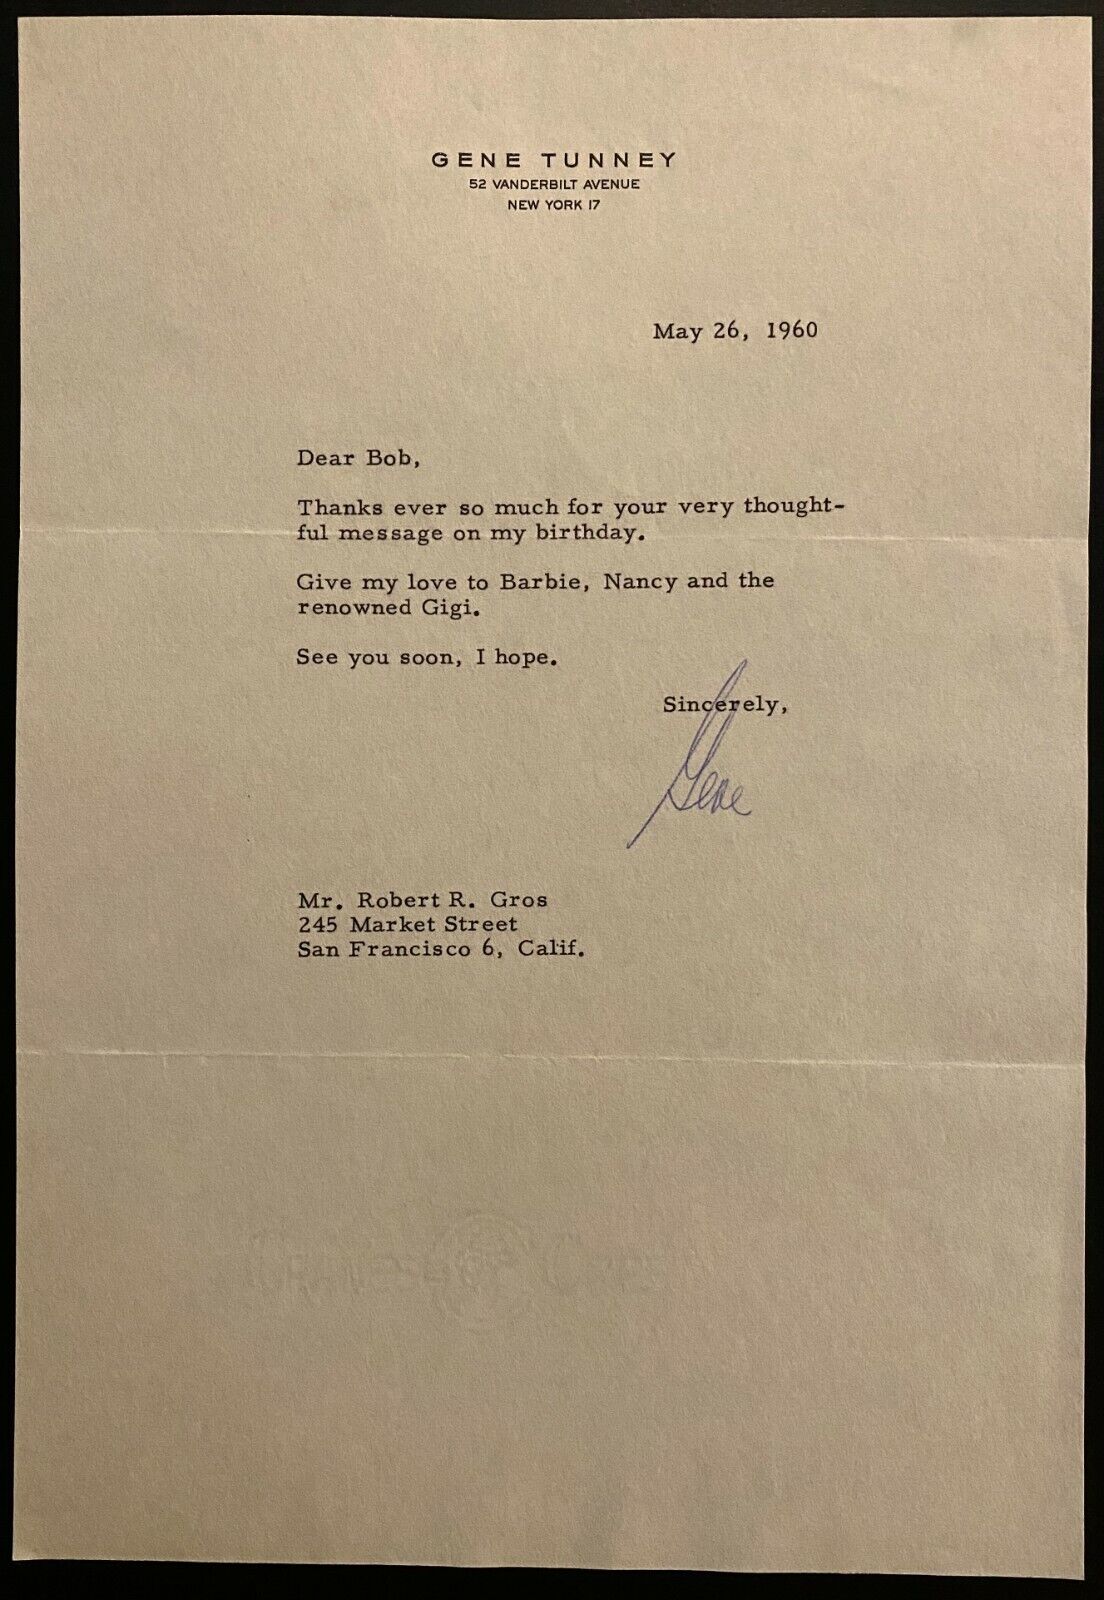 GENE TUNNEY
52 VANDERBILT AVENUE
NEW YORK 17
May 26, 1960
Dear Bob,
Thanks ever so much for your very thought-
ful message on my birthday.
Give my love to Barbie, Nancy and the
renowned Gigi.
See you soon, I hope.
Sincerely,
Gene
Mr. Robert R. Gros
245 Market Street
San Francisco 6, Calif.